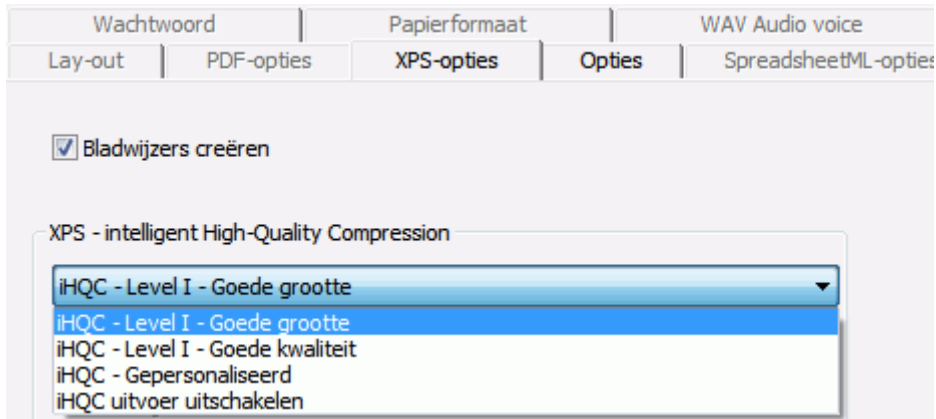 Wachtwoord Papierformaat WAV Audio voice
Lay-out PDF-opties XPS-opties Opties SpreadsheetML-opties
Bladwijzers creëren
XPS - intelligent High-Quality Compression
iHQC - Level I - Goede grootte
iHQC - Level I - Goede grootte
iHQC - Level I - Goede kwaliteit
iHQC - Gepersonaliseerd
iHQC uitvoer uitschakelen